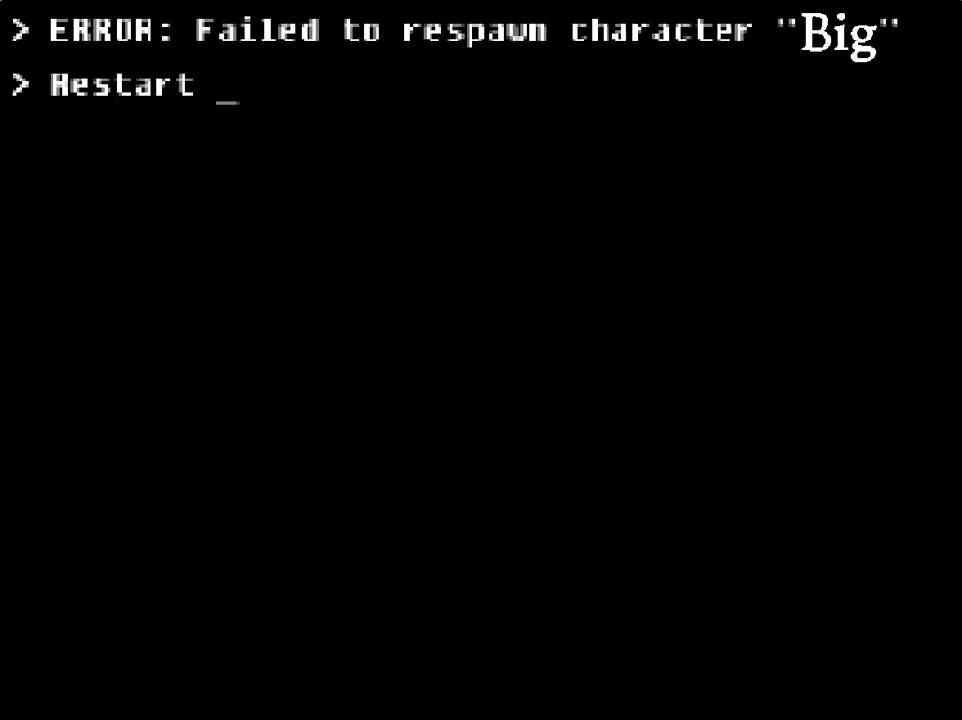 > ERROR: Failed to respawn character "Big"
> Restart _